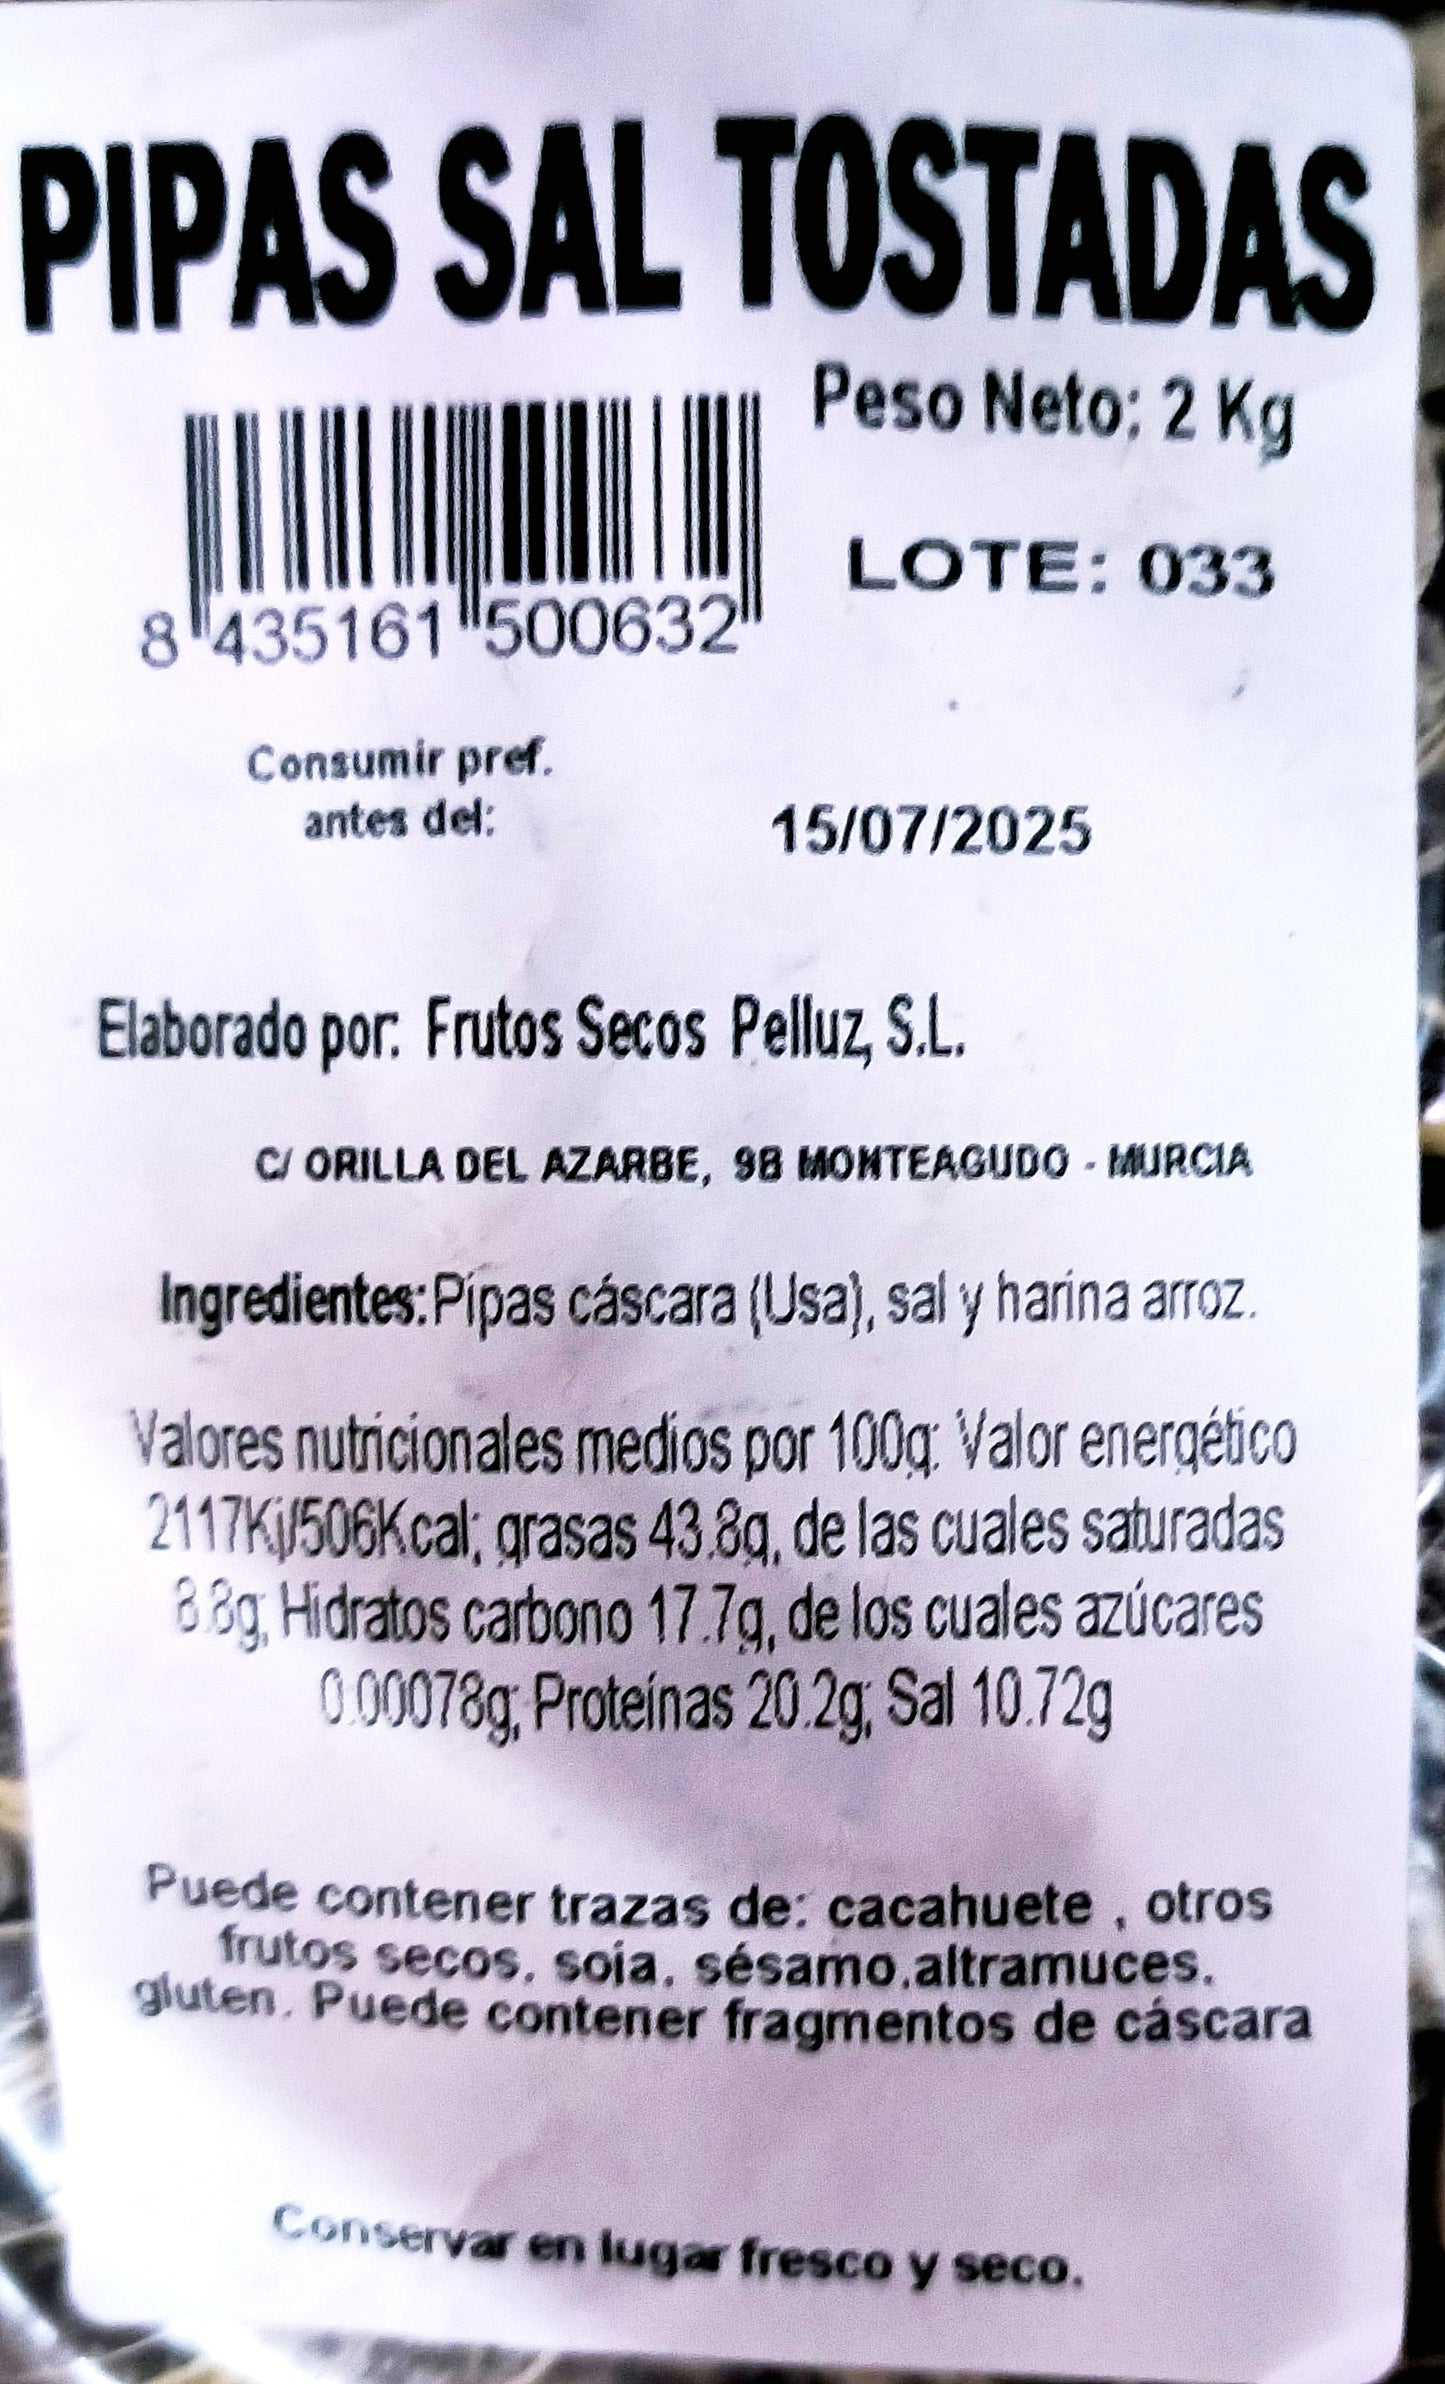 PIPAS SAL TOSTADAS
Peso Neto: 2 Kg
LOTE: 033
8 435161 500632
Consumir pref.
antes del:
15/07/2025
Elaborado por: Frutos Secos Pelluz, S.L.
C/ ORILLA DEL AZARBE, 9B MONTEAGUDO - MURCIA
Ingredientes:Pipas cáscara (Usa), sal y harina arroz.
Valores nutricionales medios por 100g: Valor energético
2117Kj/506Kcal; grasas 43.8g, de las cuales saturadas
8.8g; Hidratos carbono 17.7g, de los cuales azúcares
0.00078g; Proteínas 20.2g; Sal 10.72g
Puede contener trazas de: cacahuete , otros
frutos secos, soia, sésamo,altramuces,
gluten. Puede contener fragmentos de cáscara
Conservar en lugar fresco y seco.